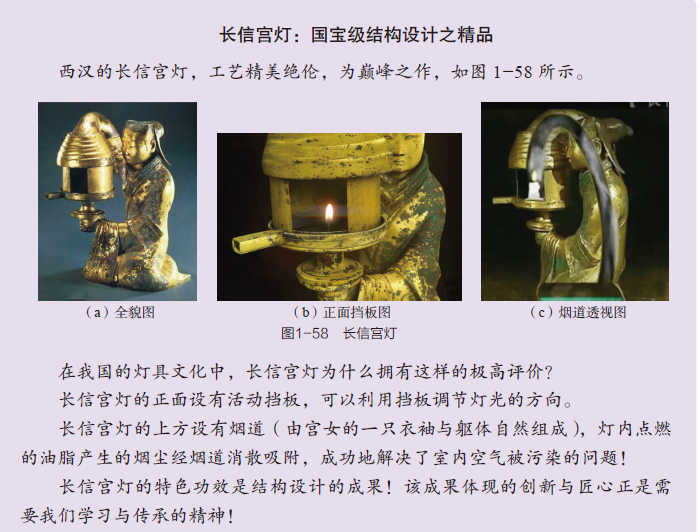 长信宫灯：国宝级结构设计之精品
西汉的长信宫灯，工艺精美绝伦，为巅峰之作，如图 1-58 所示。
（a）全貌图
（b）正面挡板图
（c）烟道透视图
图1-58 长信宫灯
在我国的灯具文化中，长信宫灯为什么拥有这样的极高评价？
长信宫灯的正面设有活动挡板，可以利用挡板调节灯光的方向。
长信宫灯的上方设有烟道（由宫女的一只衣袖与躯体自然组成），灯内点燃
的油脂产生的烟尘经烟道消散吸附，成功地解决了室内空气被污染的问题！
长信宫灯的特色功效是结构设计的成果！该成果体现的创新与匠心正是需
要我们学习与传承的精神！